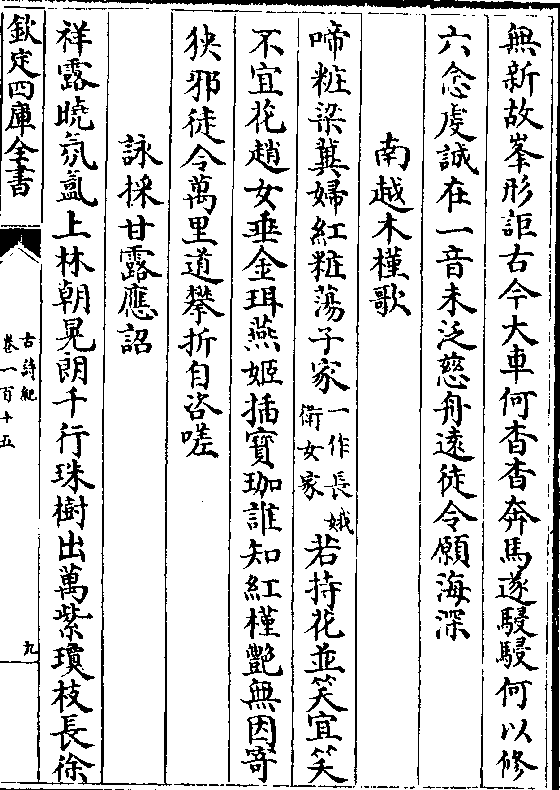 無新故峯形詎古今大車何杳杳奔馬遂駸駸何以修
六念虔誠在一音未泛慈舟遠徒令願海深
南越木槿歌
啼粧梁冀婦紅粧蕩子家一作長娥衛女家若持花並笑宜笑
不宜花趙女垂金珥燕姬插寶珈誰知紅槿艷無因寄
狹邪徒令萬里道攀折自咨嗟
詠採甘露應詔
祥露曉氛氲上林朝晃朗千行珠樹出萬紫瓊枝長徐
欽定四庫全書
古詩紀
卷一百十五
九